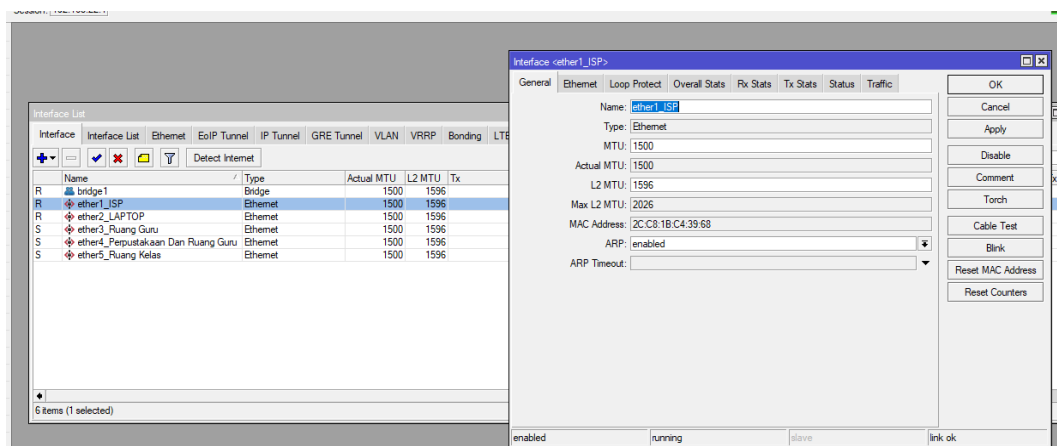 Interface <ether1_ISP>
General Ethernet Loop Protect Overall Stats Rx Stats Tx Stats Status Traffic
Name: ether1_ISP
Type: Ethernet
MTU: 1500
Actual MTU: 1500
L2 MTU: 1596
Max L2 MTU: 2026
MAC Address: 2C:C8:1B:C4:39:68
ARP: enabled
ARP Timeout:
OK
Cancel
Apply
Disable
Comment
Torch
Cable Test
Blink
Reset MAC Address
Reset Counters
enabled running slave link ok
Interface List
Interface Interface List Ethernet EoIP Tunnel IP Tunnel GRE Tunnel VLAN VRRP Bonding LTE
Detect Internet
Name / Type Actual MTU L2 MTU Tx
R bridge1 Bridge 1500 1596
R ether1_ISP Ethernet 1500 1596
R ether2_LAPTOP Ethernet 1500 1596
S ether3_Ruang Guru Ethernet 1500 1596
S ether4_Perpustakaan Dan Ruang Guru Ethernet 1500 1596
S ether5_Ruang Kelas Ethernet 1500 1596
6 items (1 selected)